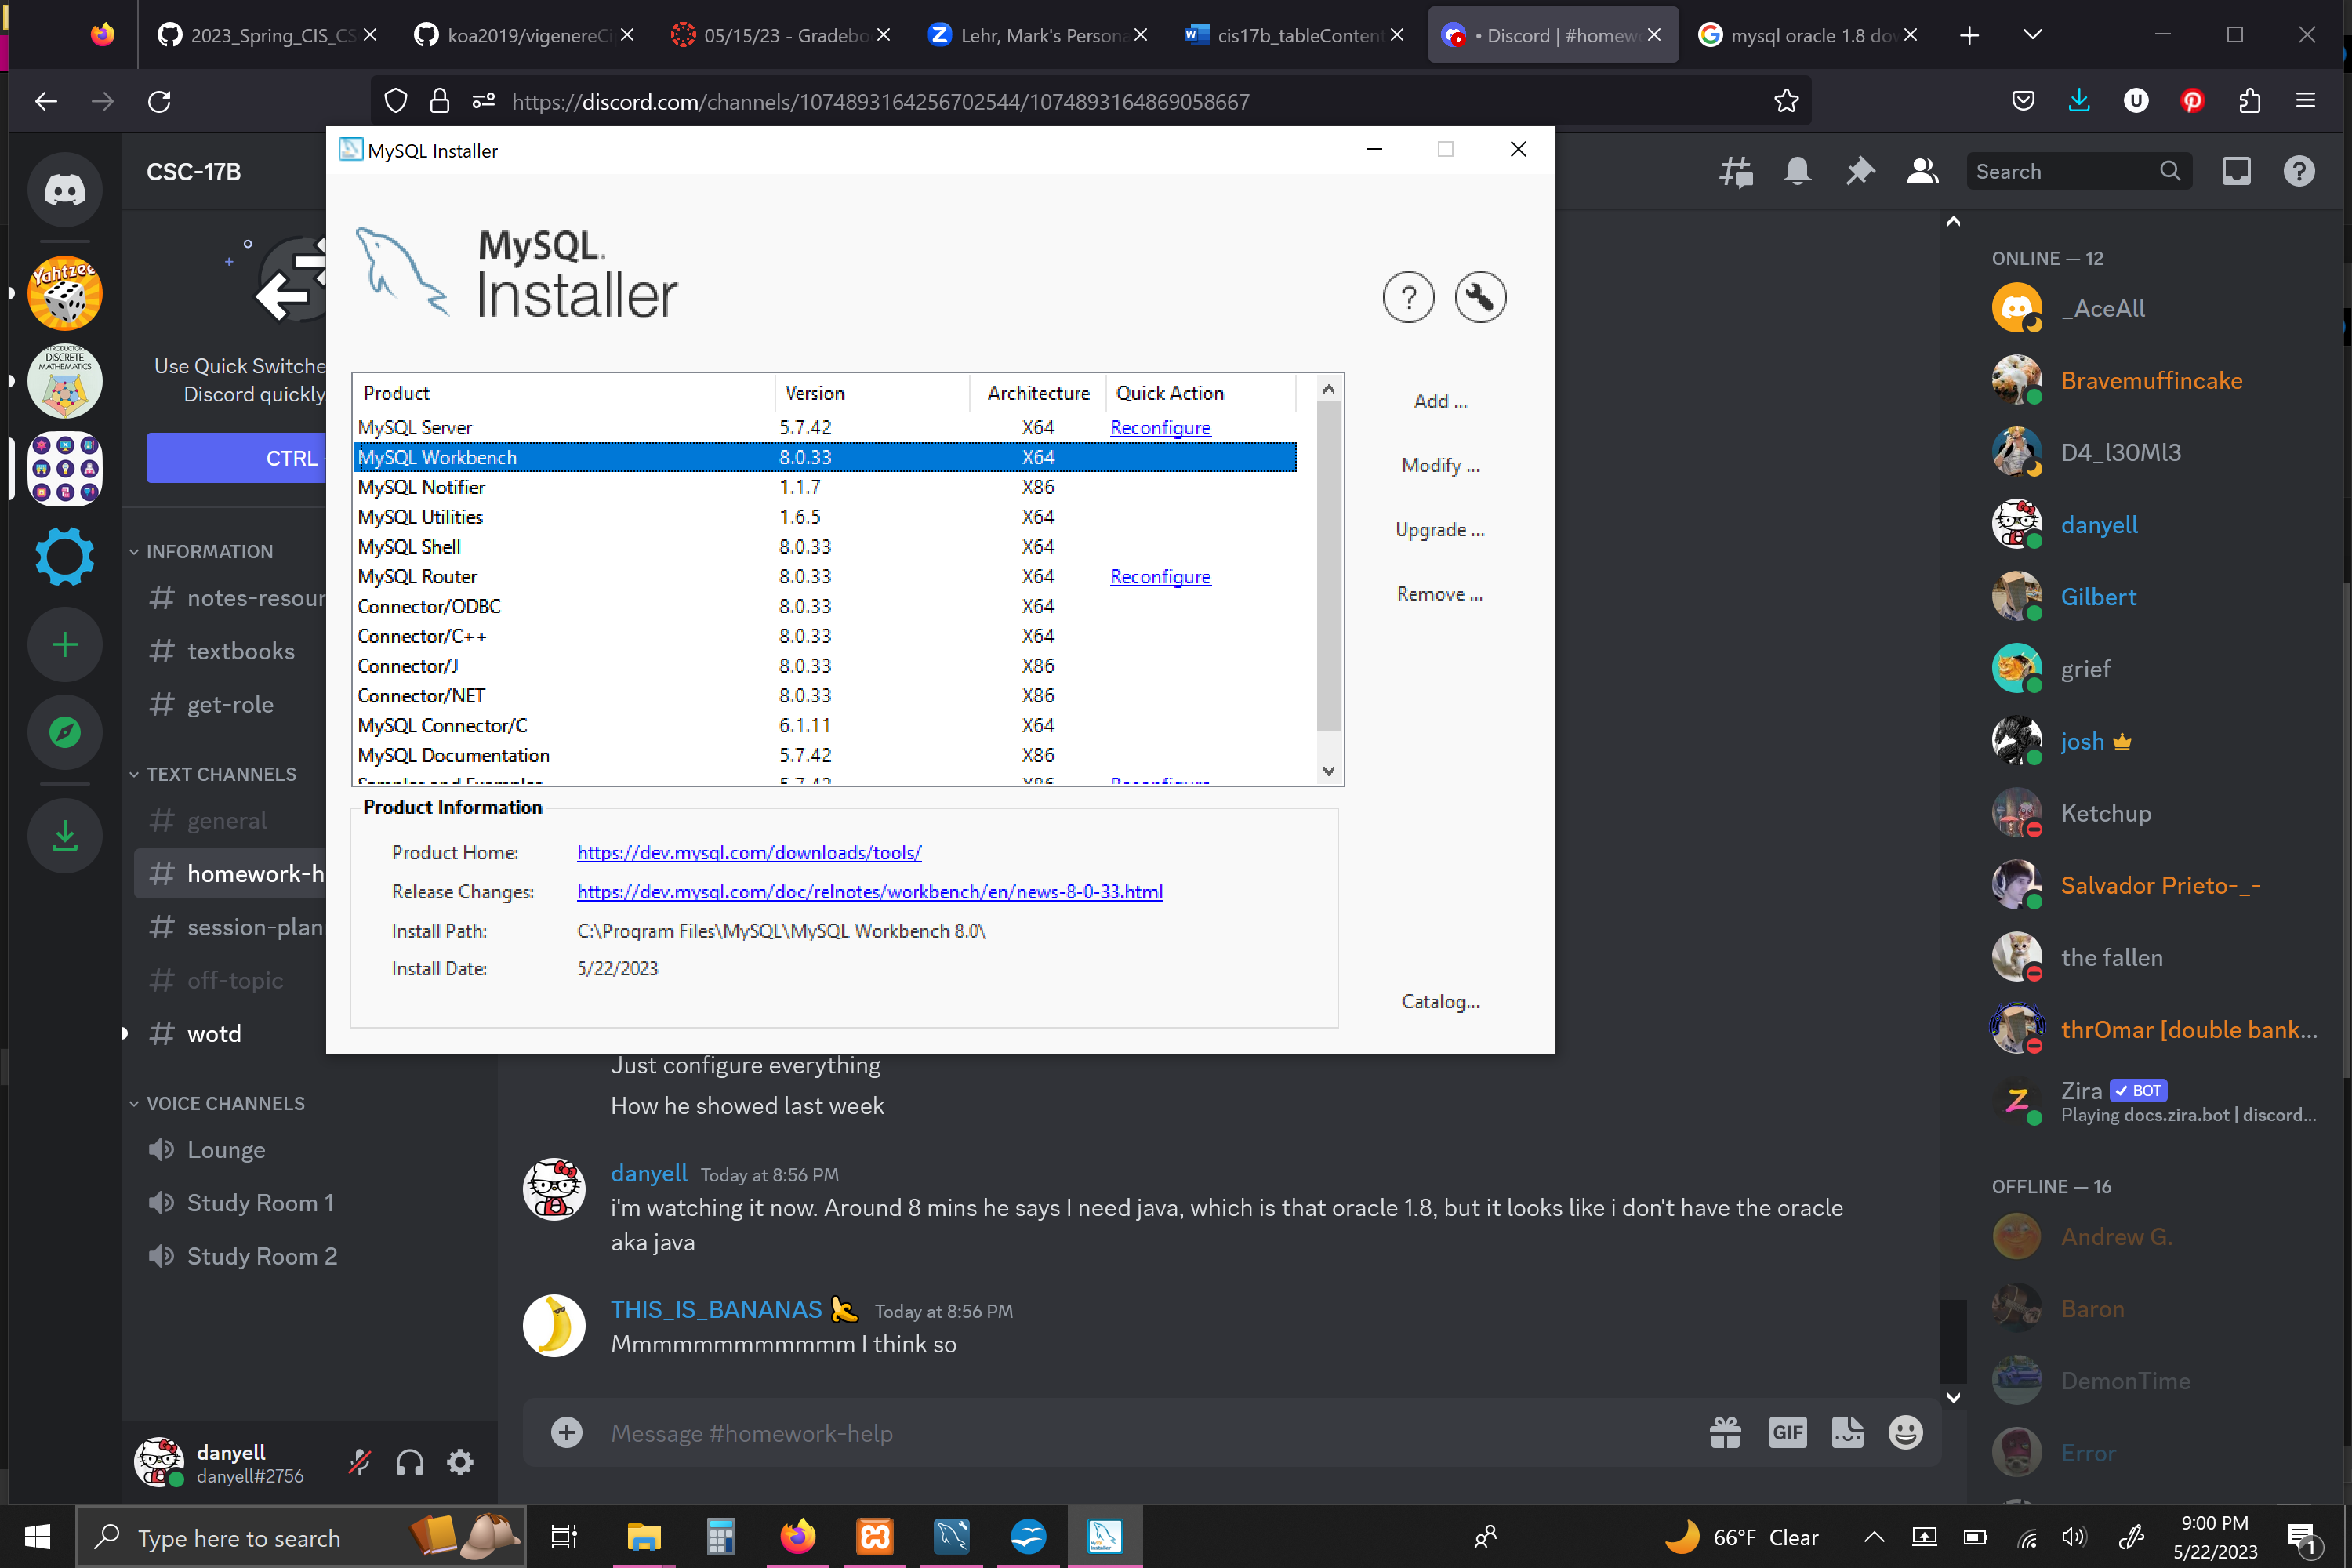 2023_Spring_CIS_CS
koa2019/vigenereCi
05/15/23 - Gradebo
Lehr, Mark's Persona
cis17b_tableContent
• Discord | #homew
mysql oracle 1.8 do
https://discord.com/channels/1074893164256702544/1074893164869058667
CSC-17B
Search
Use Quick Switche
Discord quickly
CTRL
INFORMATION
notes-resour
textbooks
get-role
TEXT CHANNELS
general
homework-h
session-plan
off-topic
wotd
VOICE CHANNELS
Lounge
Study Room 1
Study Room 2
danyell
danyell#2756
Yahtzee
DISCRETE
MATHEMATICS
MySQL Installer
MySQL.
Installer
Product Version Architecture Quick Action
MySQL Server 5.7.42 X64 Reconfigure
MySQL Workbench 8.0.33 X64
MySQL Notifier 1.1.7 X86
MySQL Utilities 1.6.5 X64
MySQL Shell 8.0.33 X64
MySQL Router 8.0.33 X64 Reconfigure
Connector/ODBC 8.0.33 X64
Connector/C++ 8.0.33 X64
Connector/J 8.0.33 X86
Connector/NET 8.0.33 X86
MySQL Connector/C 6.1.11 X64
MySQL Documentation 5.7.42 X86
Samples and Examples 5.7.42 X86 Reconfigure
Add ...
Modify ...
Upgrade ...
Remove ...
Catalog...
Product Information
Product Home: https://dev.mysql.com/downloads/tools/
Release Changes: https://dev.mysql.com/doc/relnotes/workbench/en/news-8-0-33.html
Install Path: C:\Program Files\MySQL\MySQL Workbench 8.0\
Install Date: 5/22/2023
Just configure everything
How he showed last week
danyell Today at 8:56 PM
i'm watching it now. Around 8 mins he says I need java, which is that oracle 1.8, but it looks like i don't have the oracle
aka java
THIS_IS_BANANAS 🍌 Today at 8:56 PM
Mmmmmmmmmmmm I think so
Message #homework-help
GIF
ONLINE — 12
_AceAll
Bravemuffincake
D4_l30Ml3
danyell
Gilbert
grief
josh
Ketchup
Salvador Prieto-_-
the fallen
thrOmar [double bank...
Zira BOT
Playing docs.zira.bot | discord...
OFFLINE — 16
Andrew G.
Baron
DemonTime
Error
Type here to search
66°F Clear
9:00 PM
5/22/2023
1